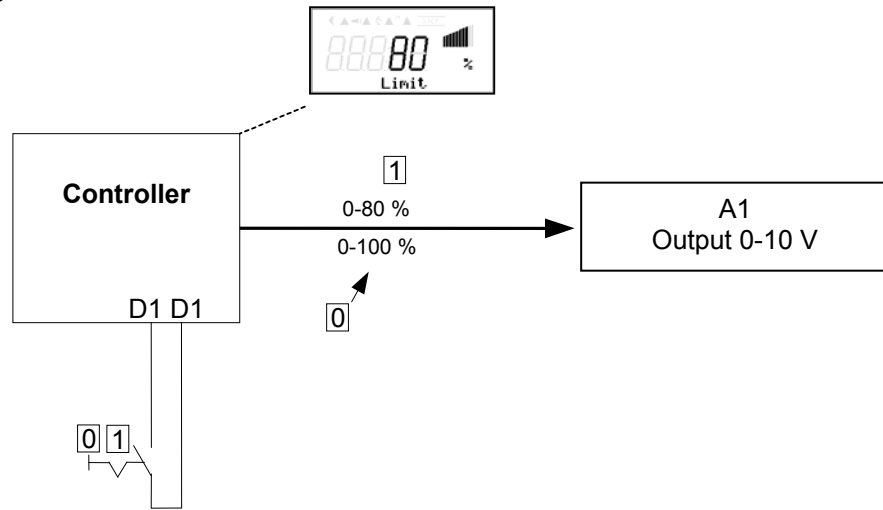 80
%
Limit
Controller
1
0-80 %
0-100 %
0
A1
Output 0-10 V
D1 D1
0 1